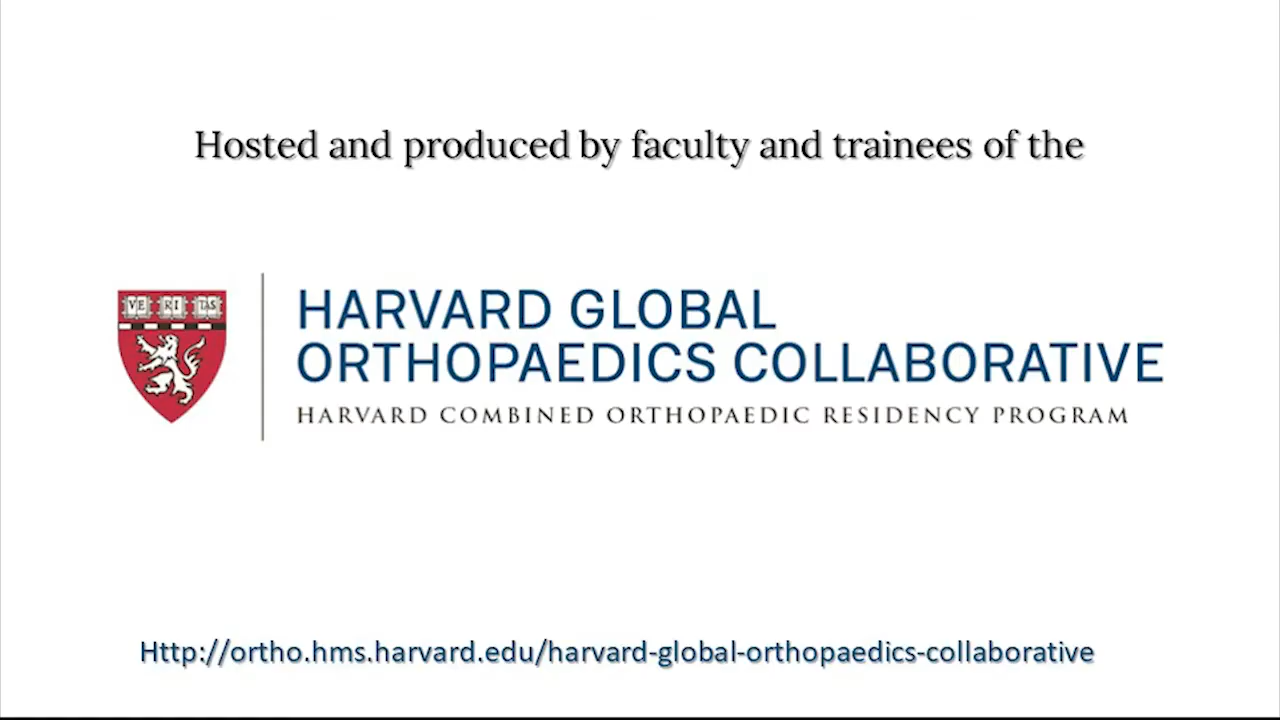 Hosted and produced by faculty and trainees of the
VE RI TAS
HARVARD GLOBAL
ORTHOPAEDICS COLLABORATIVE
HARVARD COMBINED ORTHOPAEDIC RESIDENCY PROGRAM
Http://ortho.hms.harvard.edu/harvard-global-orthopaedics-collaborative